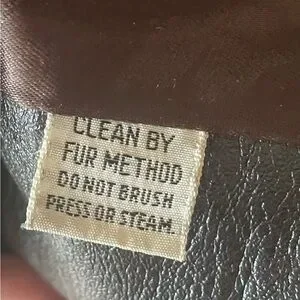 CLEAN BY
FUR METHOD
DO NOT BRUSH
PRESS OR STEAM.